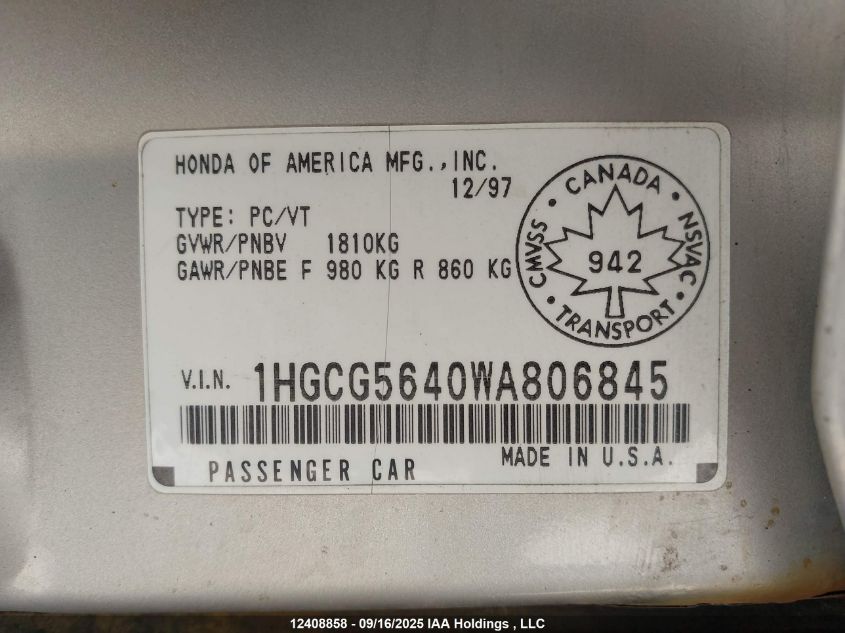 HONDA OF AMERICA MFG.,INC.
12/97
TYPE: PC/VT
GVWR/PNBV 1810KG
GAWR/PNBE F 980 KG R 860 KG
CANADA
CMVSS
NSVAC
942
TRANSPORT
V.I.N. 1HGCG5640WA806845
PASSENGER CAR
MADE IN U.S.A.
12408858 - 09/16/2025 IAA Holdings , LLC